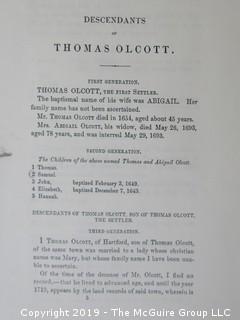 DESCENDANTS
OF
THOMAS OLCOTT.
FIRST GENERATION.
THOMAS OLCOTT, THE FIRST SETTLER.
The baptismal name of his wife was ABIGAIL. Her
family name has not been ascertained.
Mr. THOMAS OLCOTT died in 1654, aged about 45 years.
Mrs. ABIGAIL OLCOTT, his widow, died May 26, 1693,
aged 78 years, and was interred May 29, 1693.
SECOND GENERATION.
The Children of the above named Thomas and Abigail Olcott.
1 Thomas.
2 Samuel.
3 John, baptized February 3, 1649.
4 Elizabeth, baptized December 7, 1643.
5 Hannah.
DESCENDANTS OF THOMAS OLCOTT, SON OF THOMAS OLCOTT,
THE SETTLER.
THIRD GENERATION.
1 THOMAS OLCOTT, of Hartford, son of Thomas Olcott,
of the same town was married to a lady whose christian
name was Mary, but whose family name I have been un-
able to ascertain.
Of the time of the decease of Mr. Olcott, I find no
record,—that he lived to advanced age, and until the year
1719, appears by the land records of said town, wherein is
Copyright 2019 - The McGuire Group LLC